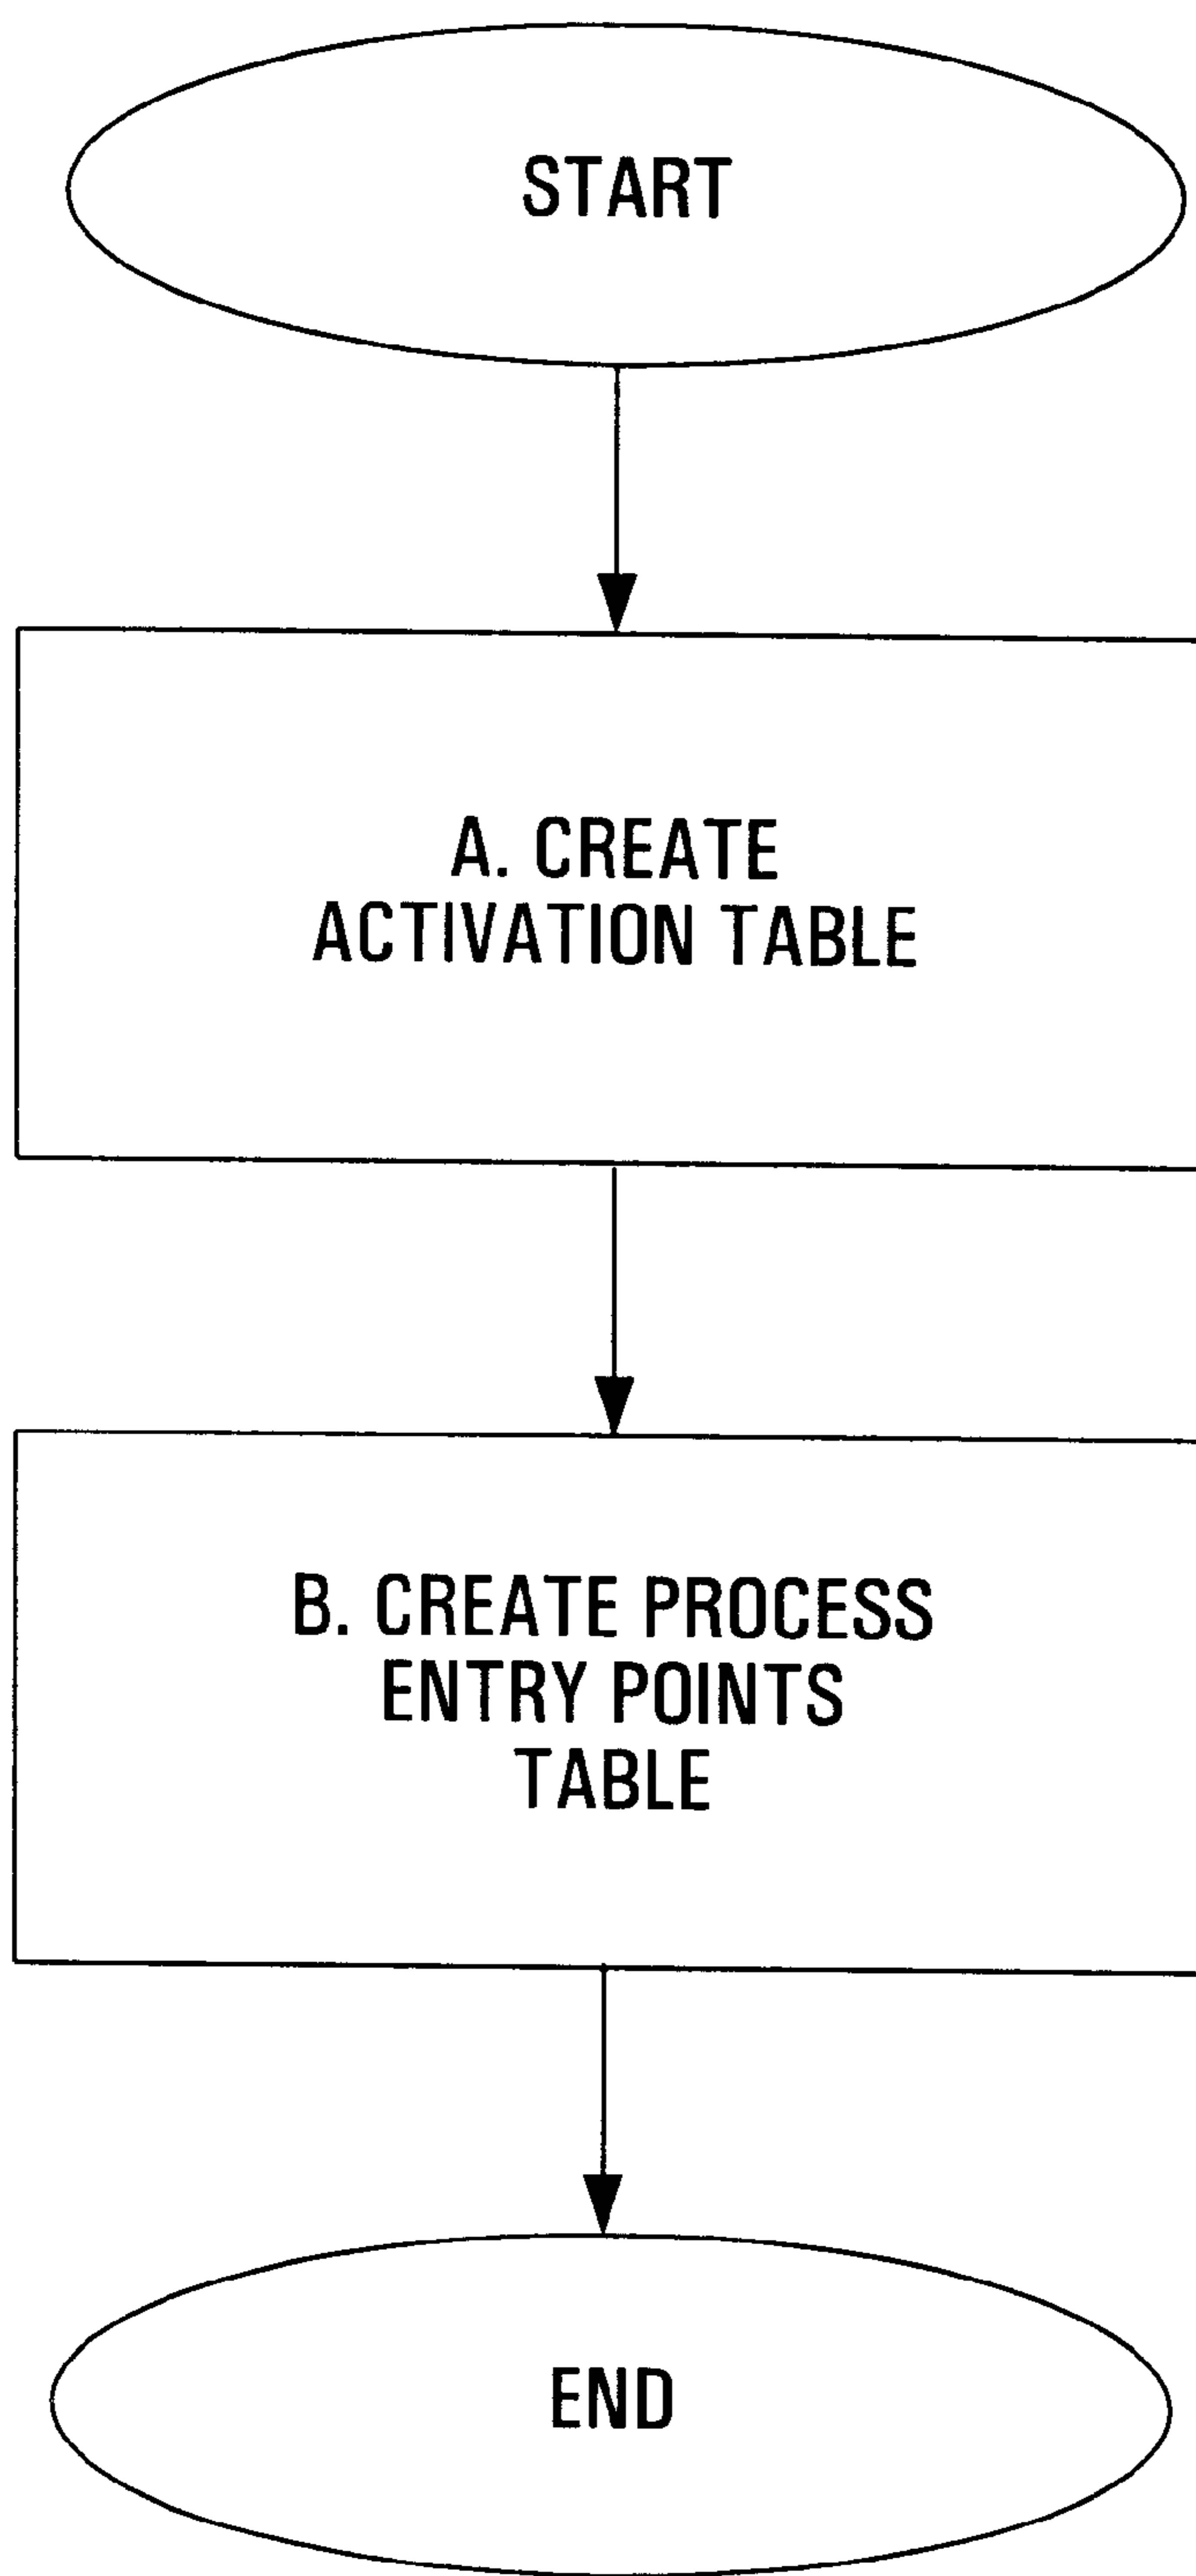 START
A. CREATE
ACTIVATION TABLE
B. CREATE PROCESS
ENTRY POINTS
TABLE
END